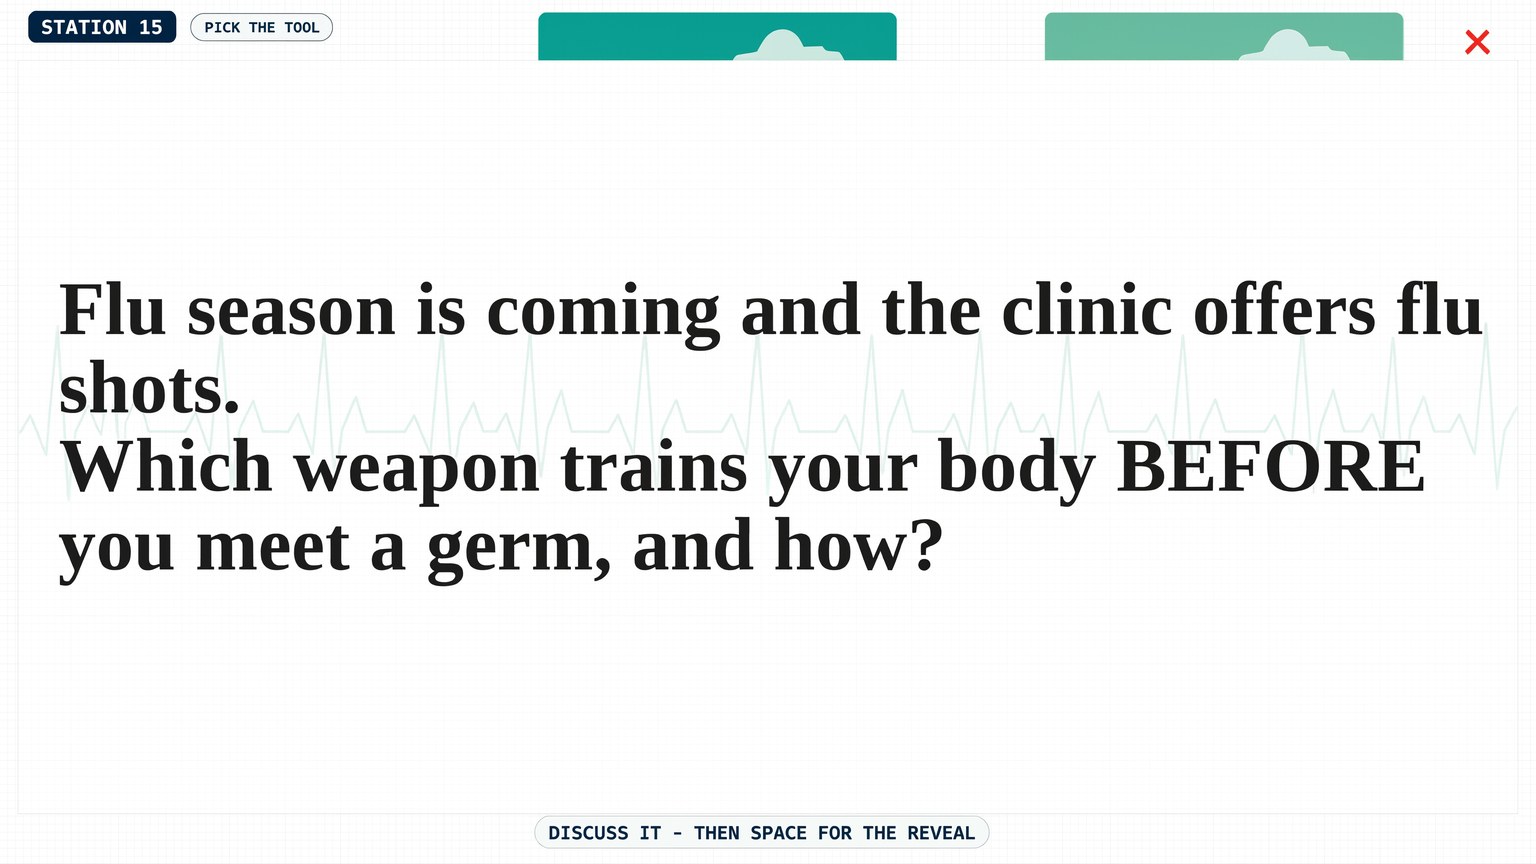 STATION 15
PICK THE TOOL
Flu season is coming and the clinic offers flu
shots.
Which weapon trains your body BEFORE
you meet a germ, and how?
DISCUSS IT - THEN SPACE FOR THE REVEAL